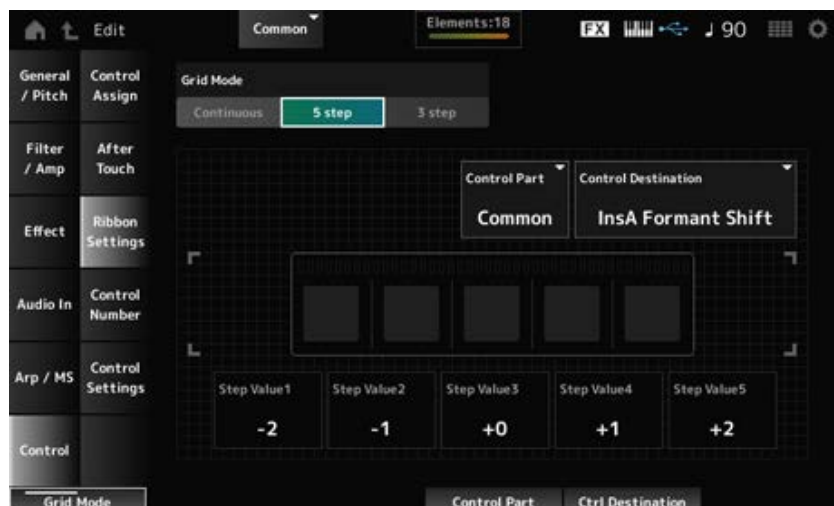 Edit
Common
Elements:18
FX
90
General
/ Pitch
Control
Assign
Grid Mode
Continuous
5 step
3 step
Filter
/ Amp
After
Touch
Control Part
Common
Control Destination
InsA Formant Shift
Effect
Ribbon
Settings
Audio In
Control
Number
Arp / MS
Control
Settings
Step Value1
Step Value2
Step Value3
Step Value4
Step Value5
-2
-1
+0
+1
+2
Control
Grid Mode
Control Part
Ctrl Destination